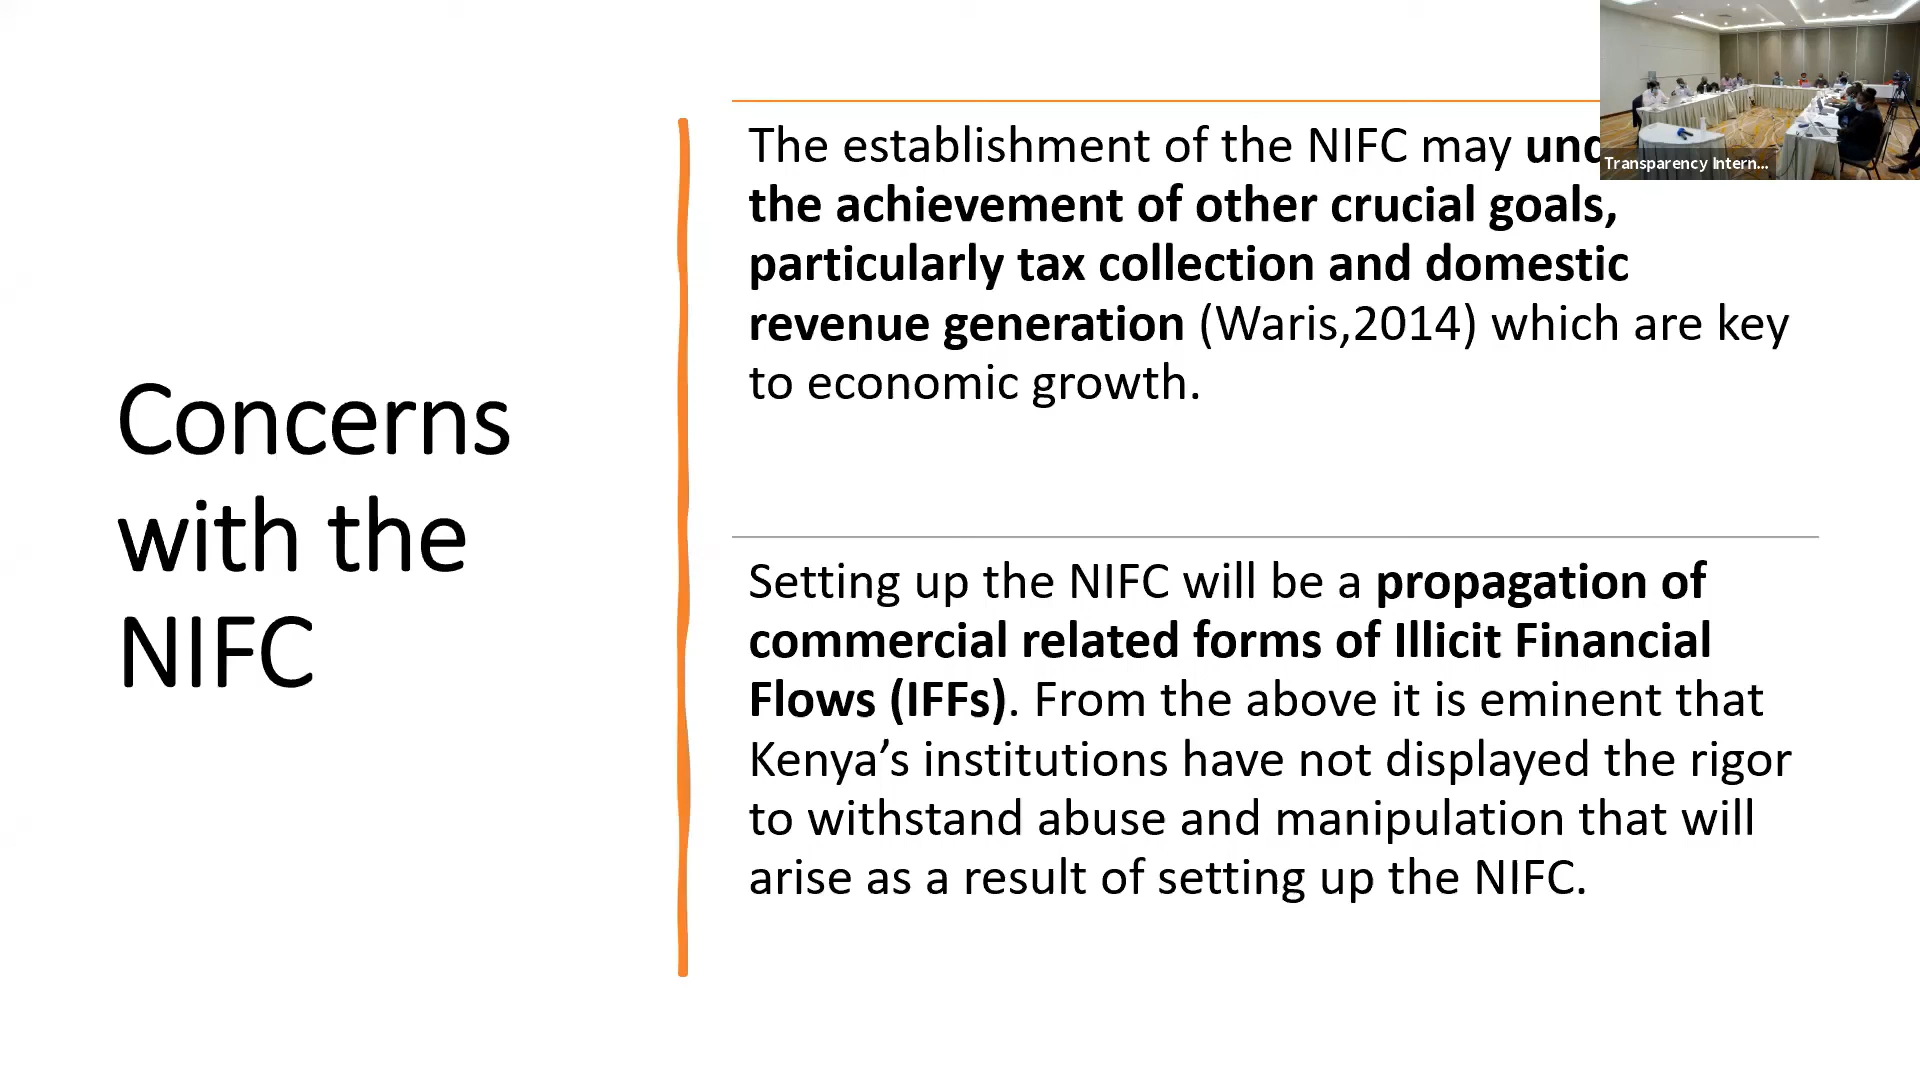 Concerns
with the
NIFC
The establishment of the NIFC may
the achievement of other crucial goals,
particularly tax collection and domestic
revenue generation (Waris,2014) which are key
to economic growth.
Setting up the NIFC will be a propagation of
commercial related forms of Illicit Financial
Flows (IFFs). From the above it is eminent that
Kenya’s institutions have not displayed the rigor
to withstand abuse and manipulation that will
arise as a result of setting up the NIFC.
Transparency Intern...